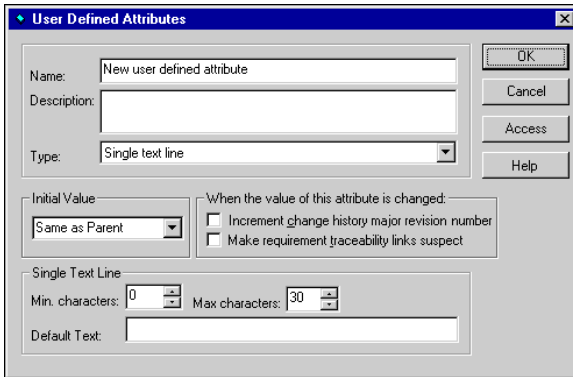 User Defined Attributes
Name: New user defined attribute
OK
Description:
Cancel
Access
Type: Single text line
Help
Initial Value
Same as Parent
When the value of this attribute is changed:
Increment change history major revision number
Make requirement traceability links suspect
Single Text Line
Min. characters: 0 Max characters: 30
Default Text: